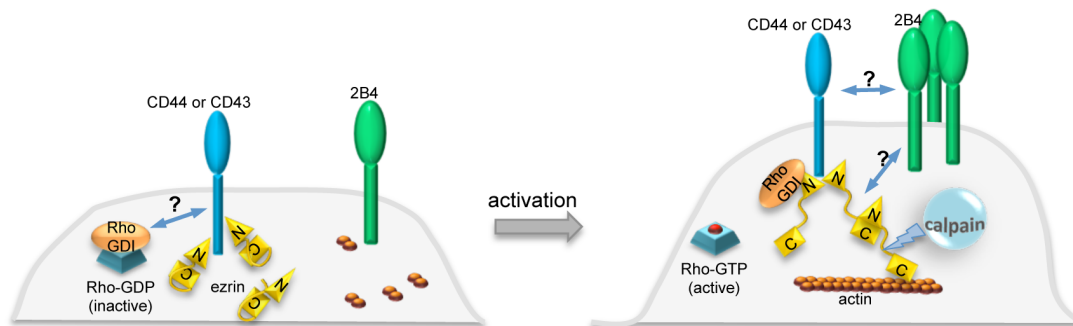 CD44 or CD43
2B4
?
Rho
GDI
Rho-GDP
(inactive)
N
C
N
C
N
C
ezrin
activation
CD44 or CD43
2B4
?
?
Rho
GDI
N
N
C
N
C
C
calpain
Rho-GTP
(active)
actin